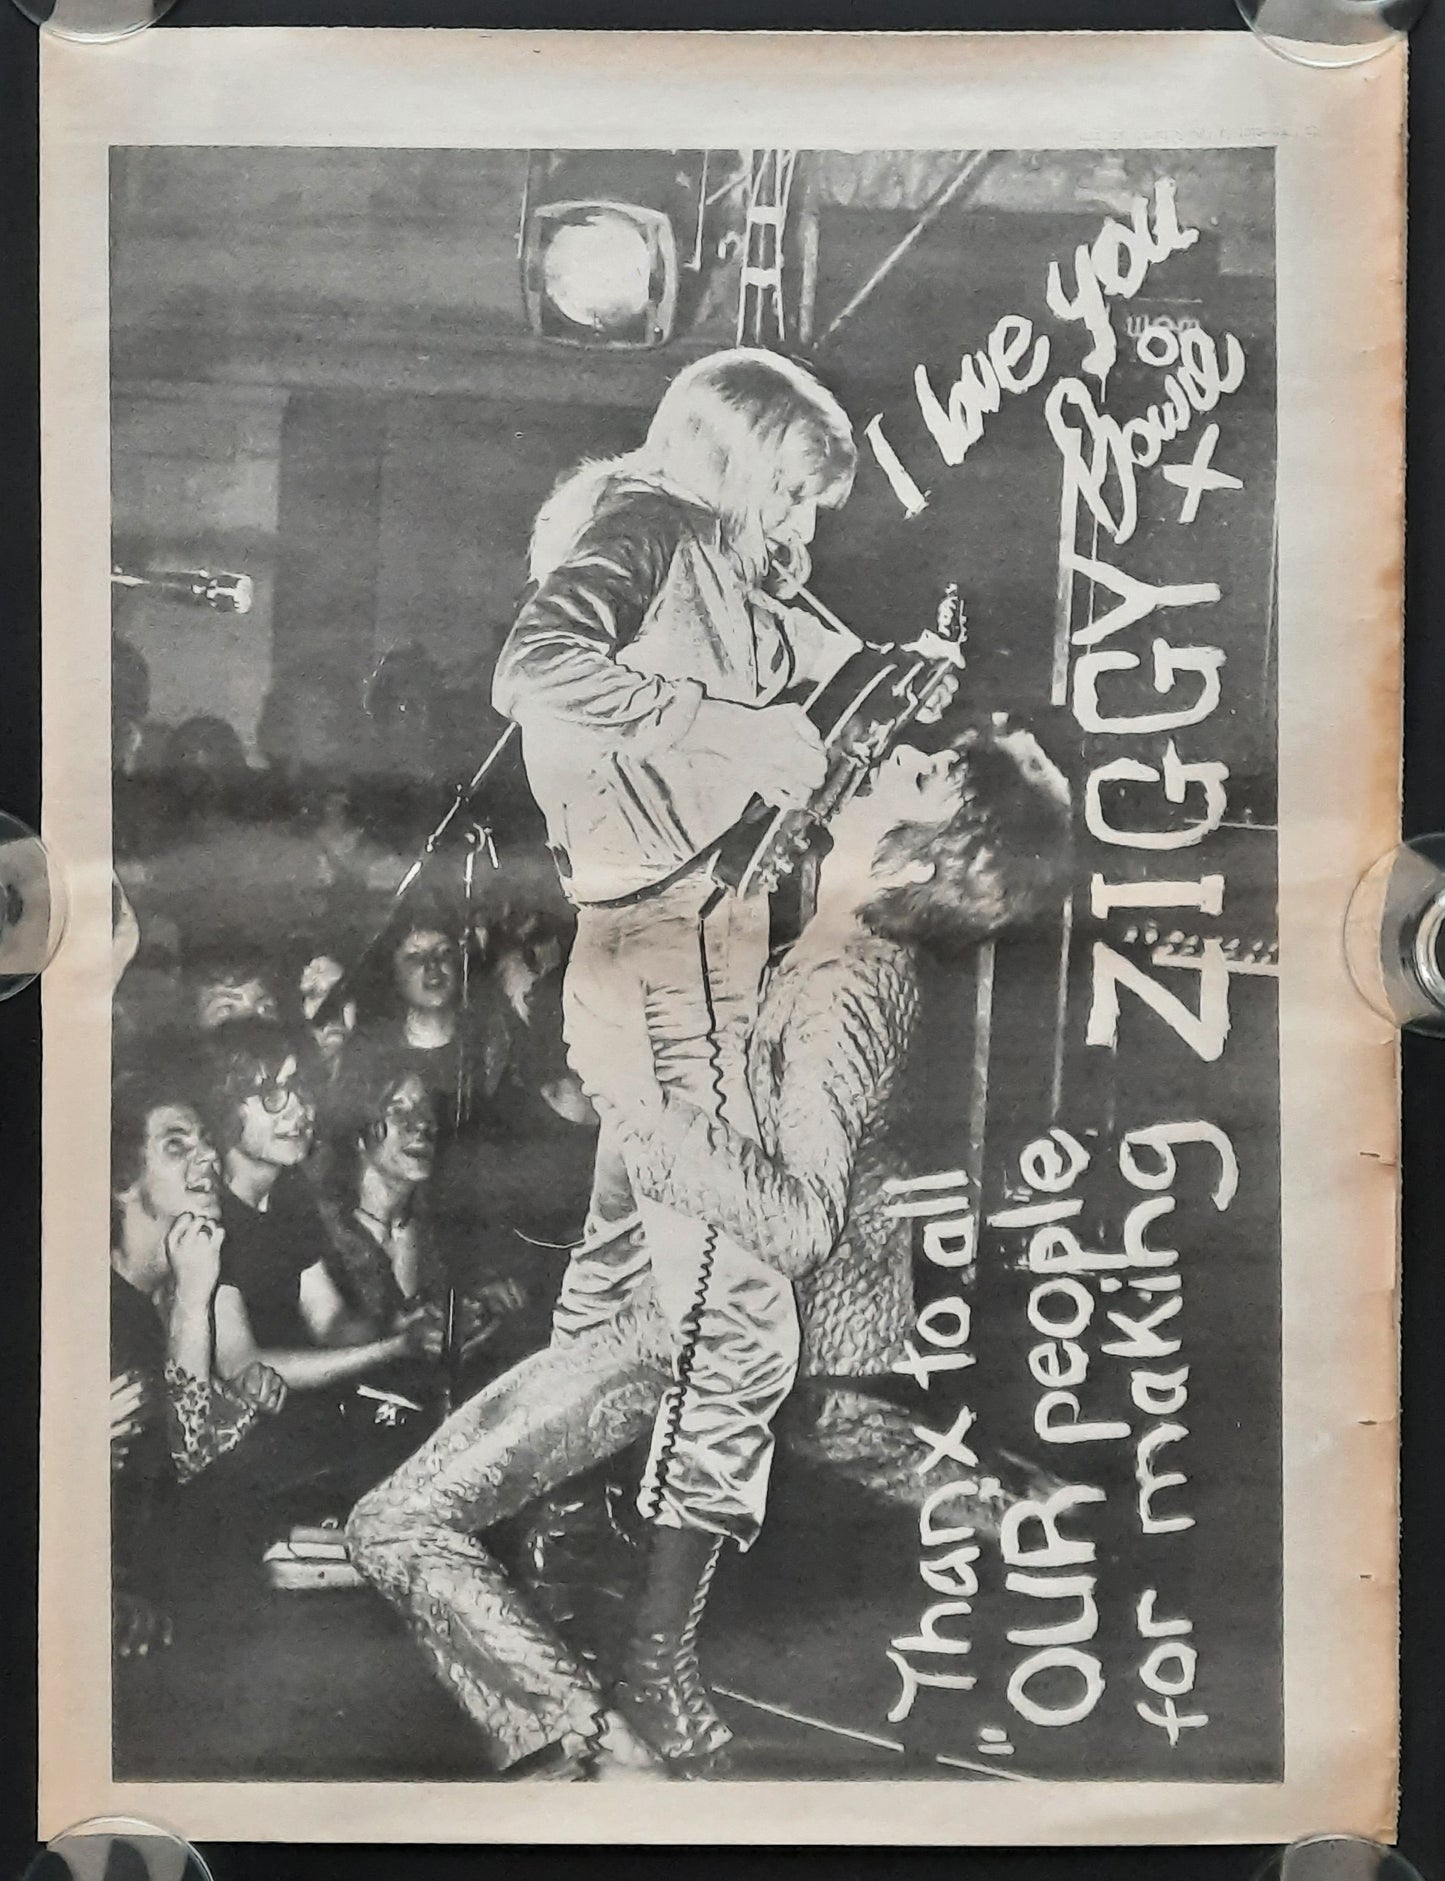 Thanx to all
"OUR people"
for making ZIGGY
I love you
Bowie
x